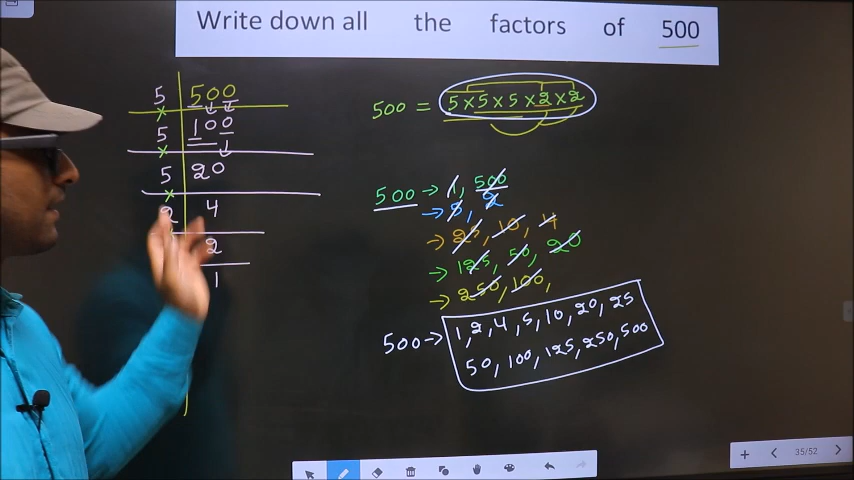 Write down all the factors of 500
5 500
5 100
5 20
2 4
2
1
500 = 5 × 5 × 5 × 2 × 2
500 → 1, 500
→ 5, 2
→ 25, 10, 4
→ 125, 50, 20
→ 250, 100,
500 → 1, 2, 4, 5, 10, 20, 25
50, 100, 125, 250, 500
35/52